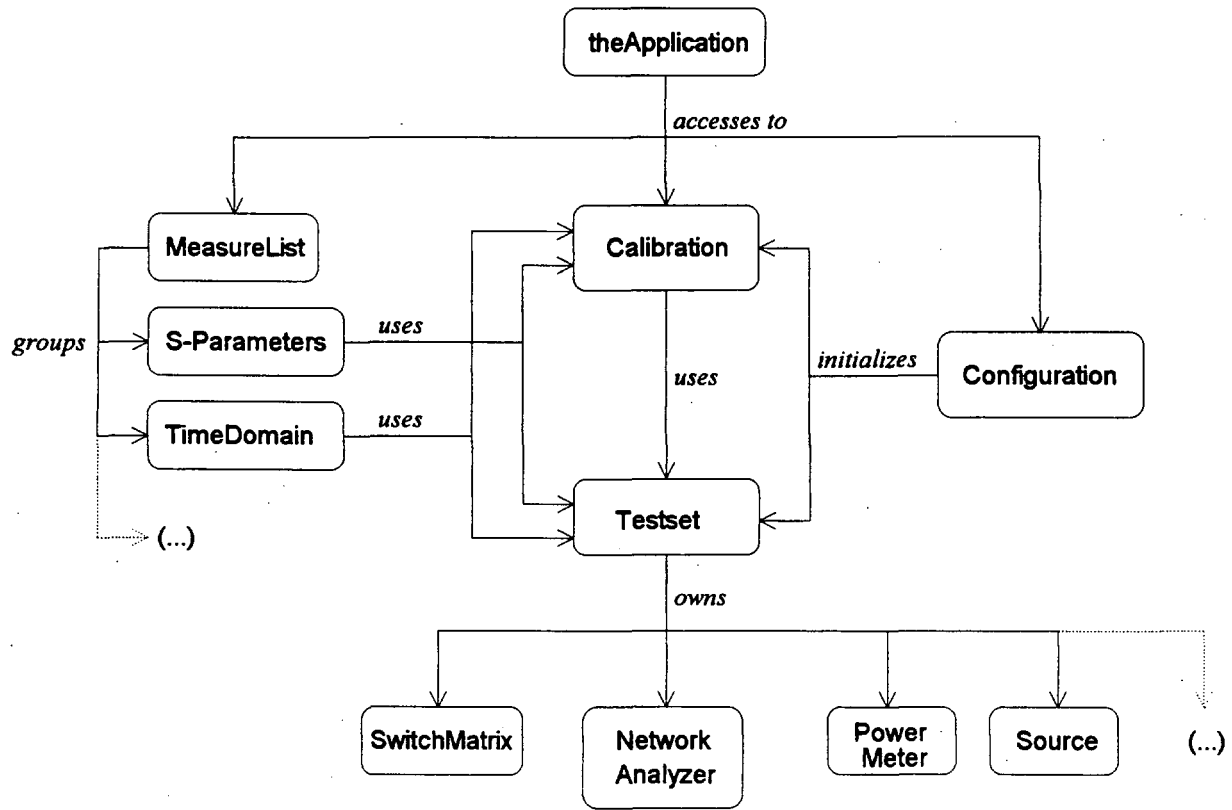 theApplication
accesses to
MeasureList
Calibration
groups
S-Parameters
uses
initializes
Configuration
uses
TimeDomain
uses
(...)
Testset
owns
SwitchMatrix
Network
Analyzer
Power
Meter
Source
(...)